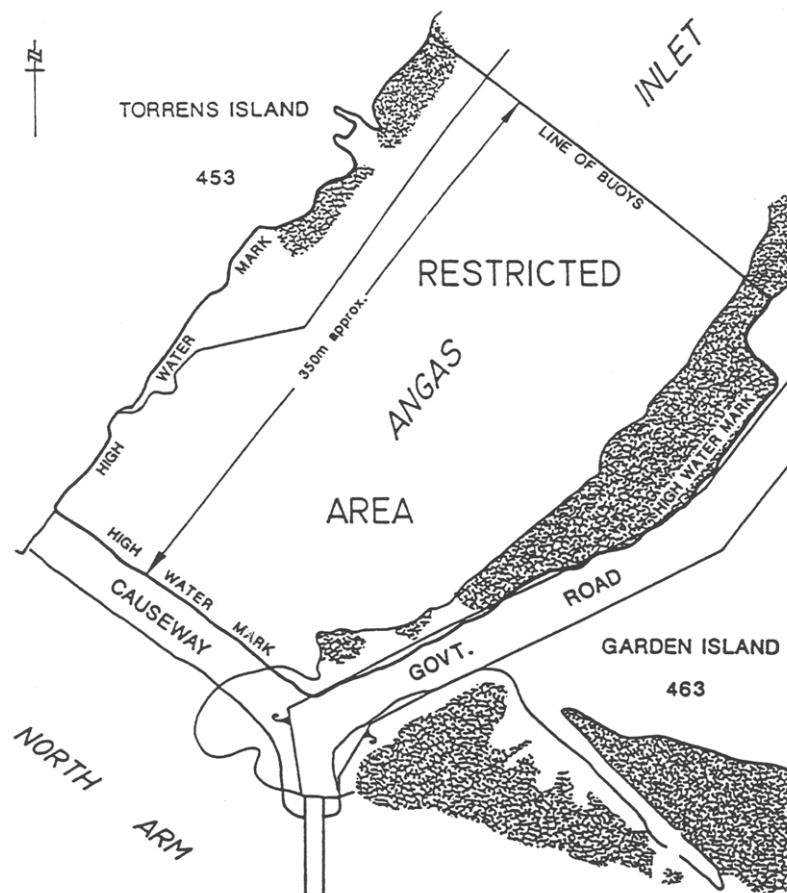 N
INLET
TORRENS ISLAND
453
LINE OF BUOYS
HIGH WATER MARK
350m approx.
RESTRICTED
ANGAS
AREA
HIGH WATER MARK
HIGH WATER MARK
CAUSEWAY
GOVT. ROAD
GARDEN ISLAND
463
NORTH ARM